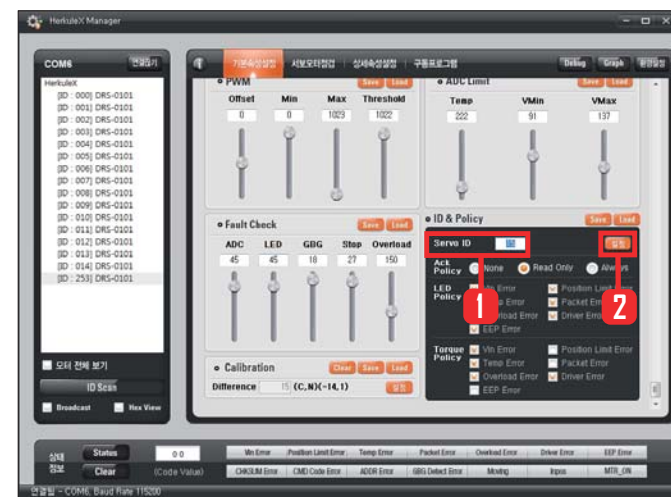 HerkuleX Manager
COM6 연결끊기
HerkuleX
[ID : 000] DRS-0101
[ID : 001] DRS-0101
[ID : 002] DRS-0101
[ID : 003] DRS-0101
[ID : 004] DRS-0101
[ID : 005] DRS-0101
[ID : 006] DRS-0101
[ID : 007] DRS-0101
[ID : 008] DRS-0101
[ID : 009] DRS-0101
[ID : 010] DRS-0101
[ID : 011] DRS-0101
[ID : 012] DRS-0101
[ID : 013] DRS-0101
[ID : 014] DRS-0101
[ID : 253] DRS-0101
모터 전체 보기
ID Scan
Broadcast Hex View
기본속성설정 서보모터점검 상세속성설정 구동프로그램 Debug Graph 환경설정
PWM Save Load
Offset Min Max Threshold
0 0 1023 1022
ADC Limit Save Load
Temp VMin VMax
222 91 137
Fault Check Save Load
ADC LED GBG Stop Overload
45 45 18 27 150
Calibration Clear Save Load
Difference 15 (C,N)(-14,1) 설정
ID & Policy Save Load
Servo ID 15 설정
1 2
Ack Policy None Read Only Always
LED Policy Vin Error Position Limit Error
Error Packet Error
Overload Error Driver Error
EEP Error
Torque Policy Vin Error Position Limit Error
Temp Error Packet Error
Overload Error Driver Error
EEP Error
상태 정보 Status 0 0
Clear (Code Value)
Vin Error Position Limit Error Temp Error Packet Error Overload Error Driver Error EEP Error
CHKSUM Error CMD Code Error ADDR Error GBG Detect Error Moving Inpos MTR_ON
연결됨 - COM6, Baud Rate 115200